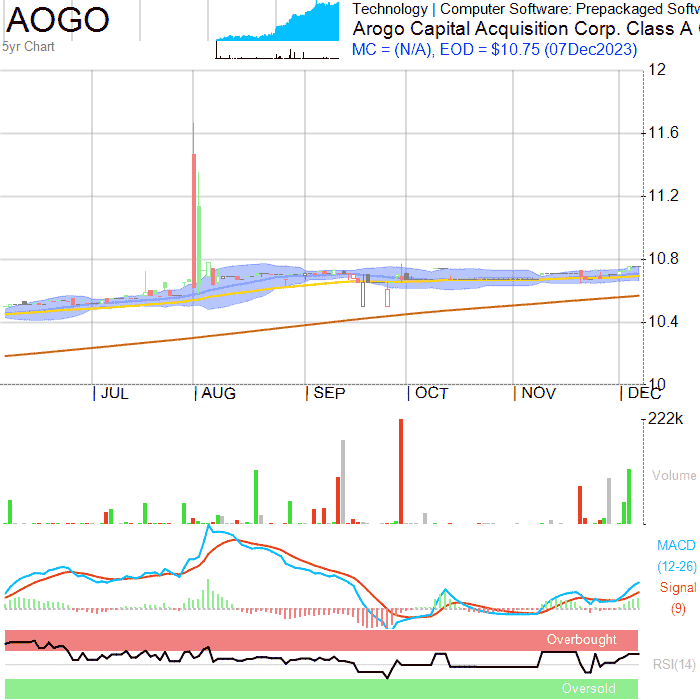 AOGO
5yr Chart
Technology | Computer Software: Prepackaged Softw
Arogo Capital Acquisition Corp. Class A
MC = (N/A), EOD = $10.75 (07Dec2023)
12
11.6
11.2
10.8
10.4
10
JUL AUG SEP OCT NOV DEC
222k
Volume
MACD
(12-26)
Signal
(9)
Overbought
RSI(14)
Oversold